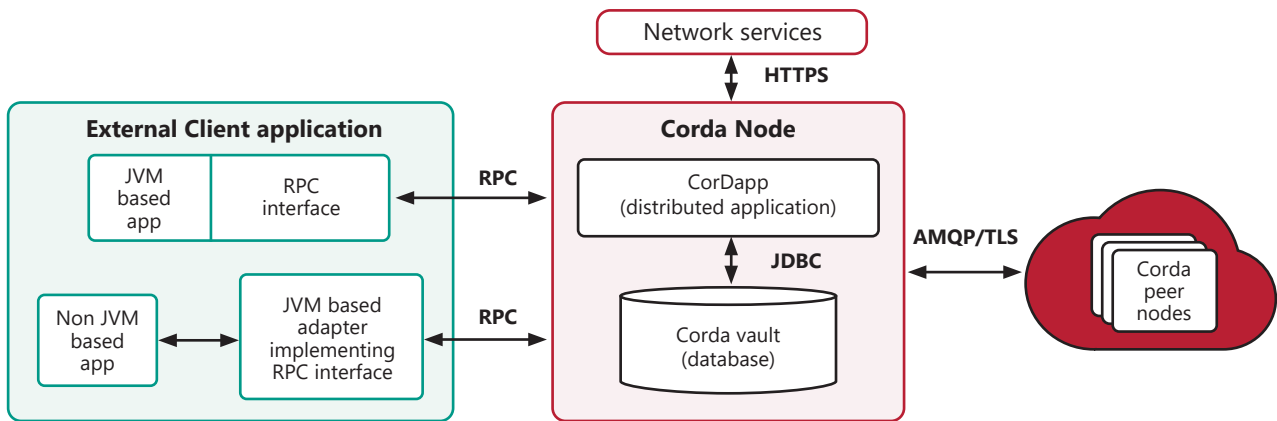 Network services
HTTPS
External Client application
JVM
based
app
RPC
interface
RPC
Non JVM
based
app
JVM based
adapter
implementing
RPC interface
RPC
Corda Node
CorDapp
(distributed application)
JDBC
Corda vault
(database)
AMQP/TLS
Corda
peer
nodes